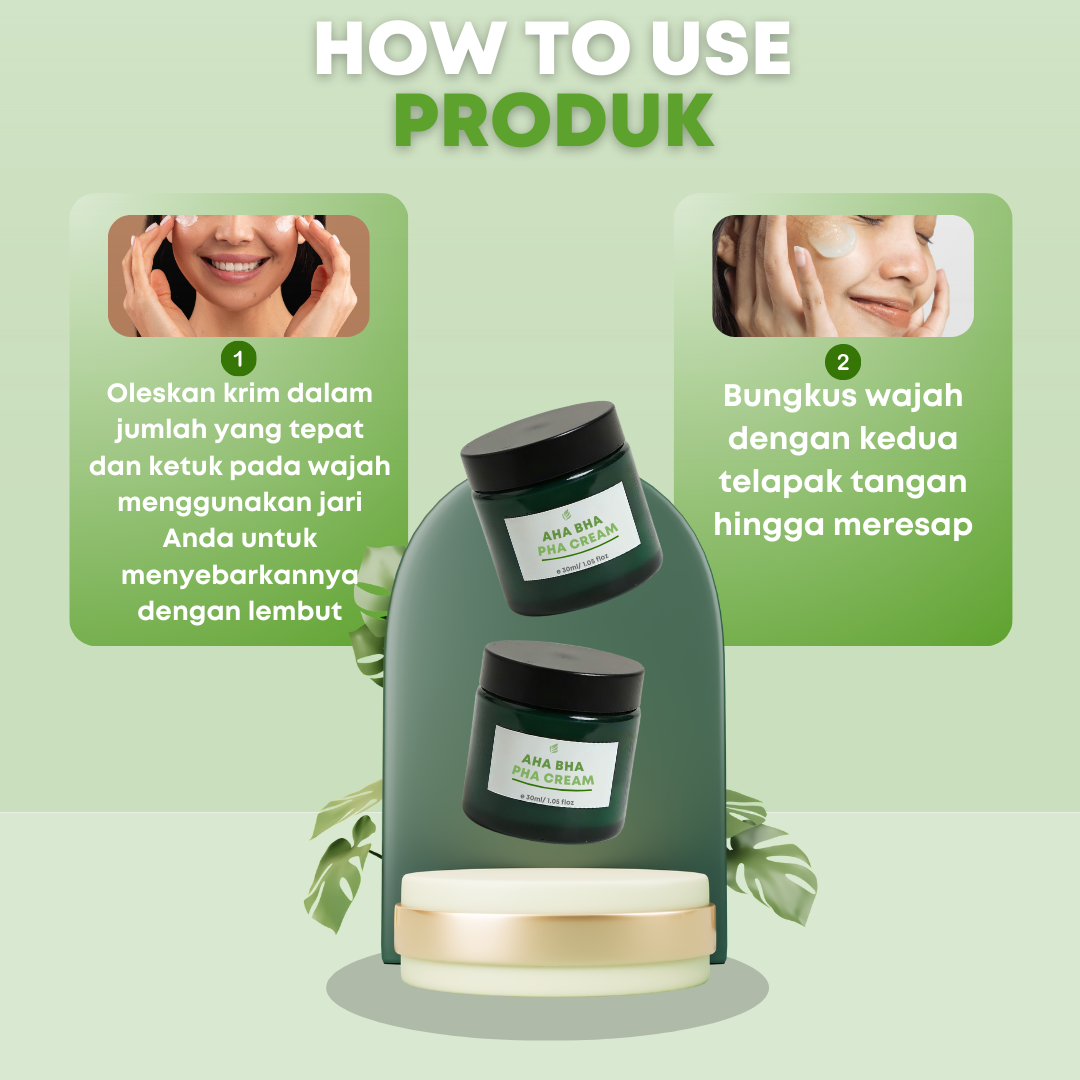 HOW TO USE
PRODUK
1
Oleskan krim dalam
jumlah yang tepat
dan ketuk pada wajah
menggunakan jari
Anda untuk
menyebarkannya
dengan lembut
2
Bungkus wajah
dengan kedua
telapak tangan
hingga meresap
AHA BHA
PHA CREAM
e 30ml/ 1.05 floz
AHA BHA
PHA CREAM
e 30ml/ 1.05 floz